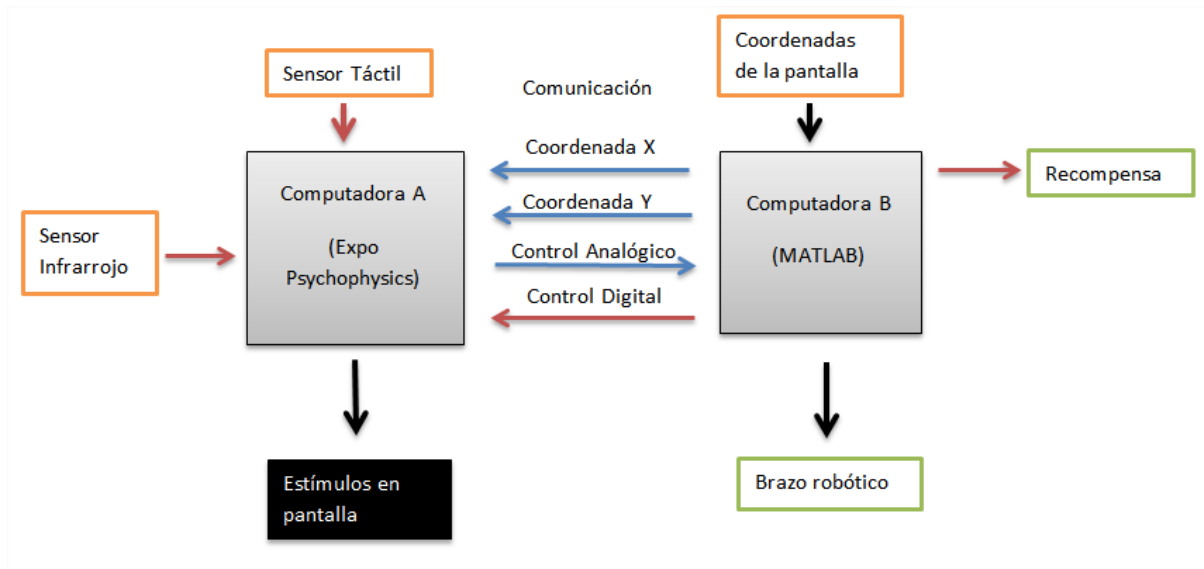 Sensor Táctil
Comunicación
Coordenadas
de la pantalla
Coordenada X
Coordenada Y
Control Analógico
Control Digital
Computadora A
(Expo
Psychophysics)
Computadora B
(MATLAB)
Recompensa
Sensor
Infrarrojo
Estímulos en
pantalla
Brazo robótico